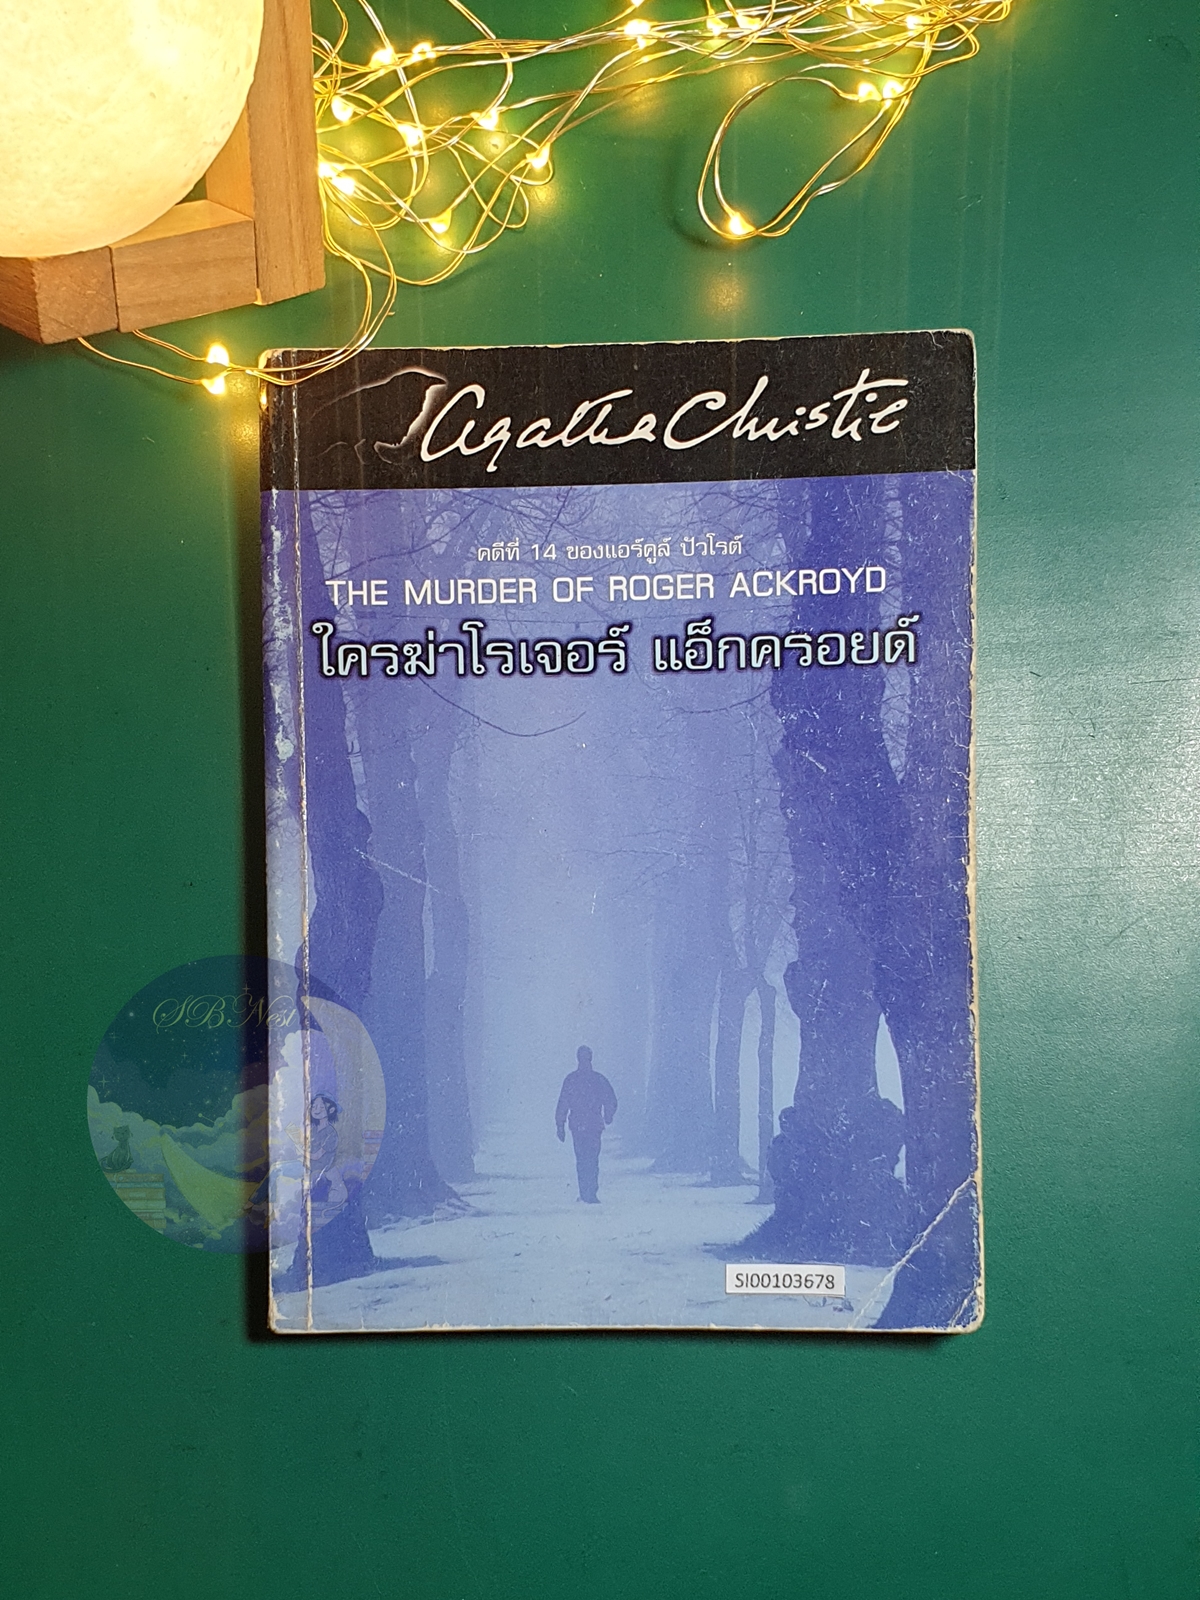 Agatha Christie
คดีที่ 14 ของแอร์คูล์ ปัวโรต์
THE MURDER OF ROGER ACKROYD
ใครฆ่าโรเจอร์ แอ็กครอยด์
SB Nest
SI00103678